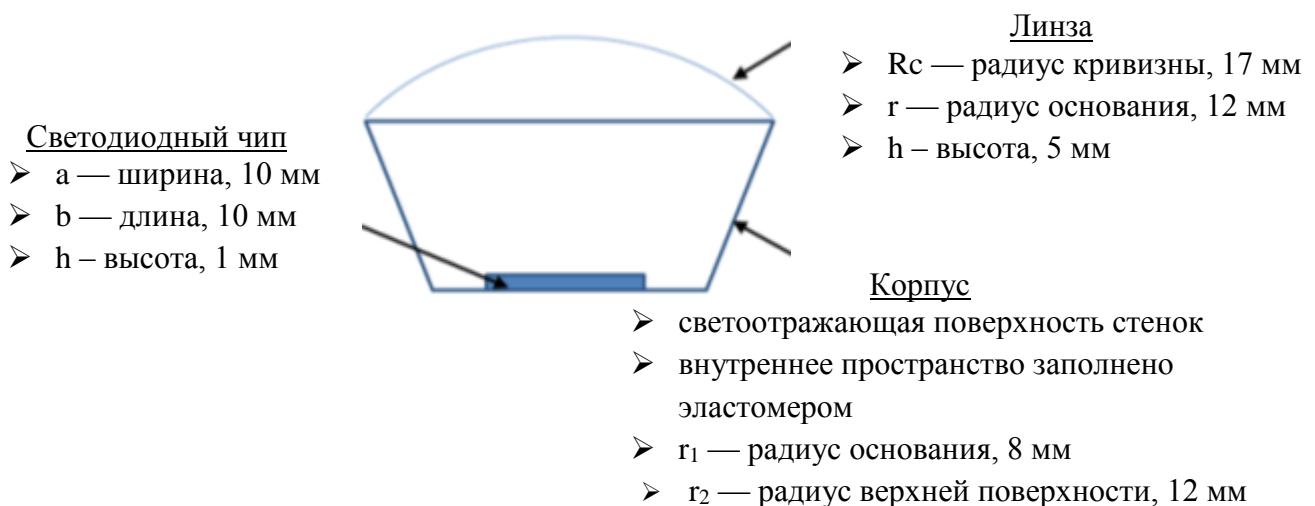 Линза
➢ Rc — радиус кривизны, 17 мм
➢ r — радиус основания, 12 мм
➢ h – высота, 5 мм
Светодиодный чип
➢ a — ширина, 10 мм
➢ b — длина, 10 мм
➢ h – высота, 1 мм
Корпус
➢ светоотражающая поверхность стенок
➢ внутреннее пространство заполнено
эластомером
➢ r₁ — радиус основания, 8 мм
➢ r₂ — радиус верхней поверхности, 12 мм